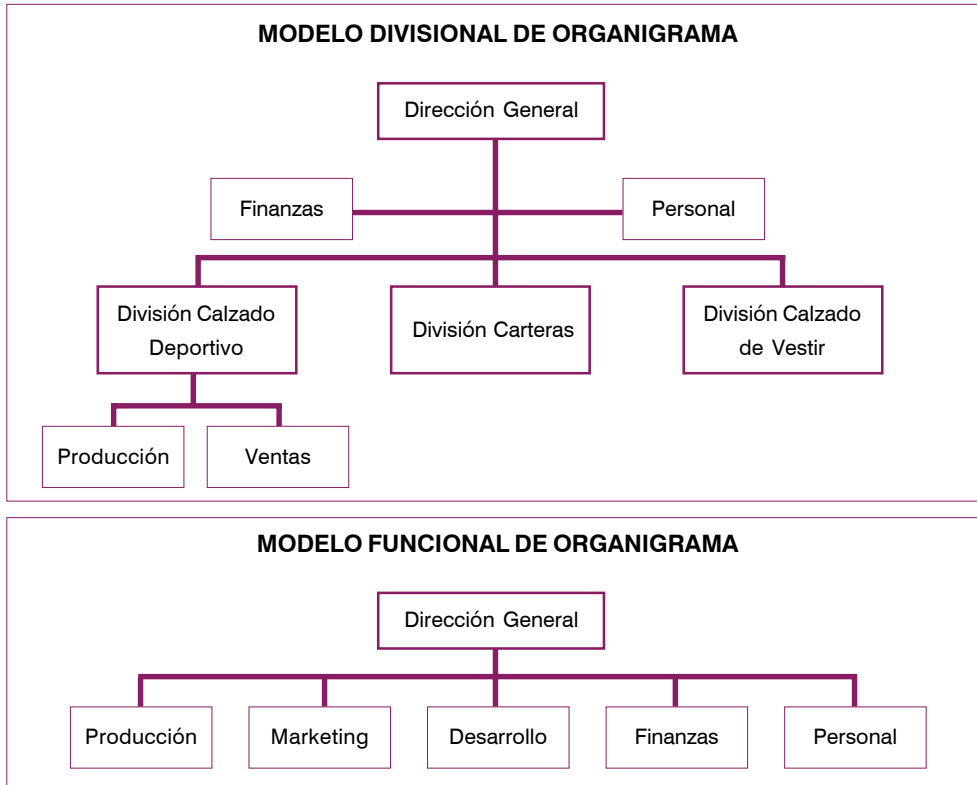 MODELO DIVISIONAL DE ORGANIGRAMA
Dirección General
Finanzas
Personal
División Calzado
Deportivo
División Carteras
División Calzado
de Vestir
Producción
Ventas
MODELO FUNCIONAL DE ORGANIGRAMA
Dirección General
Producción
Marketing
Desarrollo
Finanzas
Personal